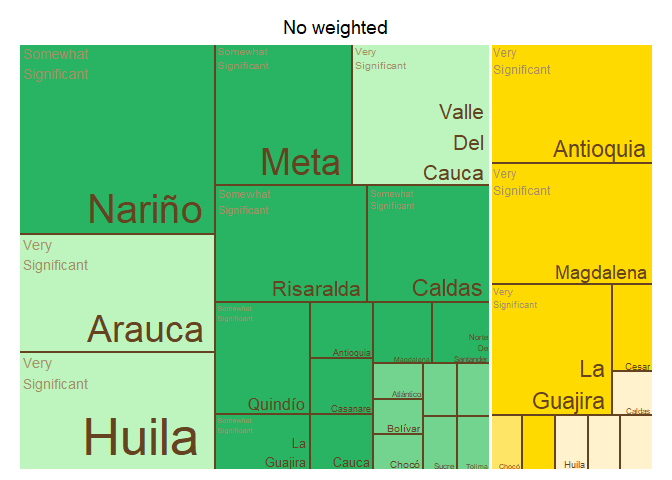 No weighted
Somewhat
Significant
Nariño
Very
Significant
Arauca
Very
Significant
Huila
Somewhat
Significant
Meta
Very
Significant
Valle
Del
Cauca
Somewhat
Significant
Risaralda
Somewhat
Significant
Caldas
Somewhat
Significant
Quindío
Somewhat
Significant
La
Guajira
Antioquia
Casanare
Cauca
Magdalena
Norte
De
Santander
Atlántico
Bolívar
Chocó
Sucre
Tolima
Very
Significant
Antioquia
Very
Significant
Magdalena
Very
Significant
La
Guajira
Cesar
Caldas
Chocó
Huila